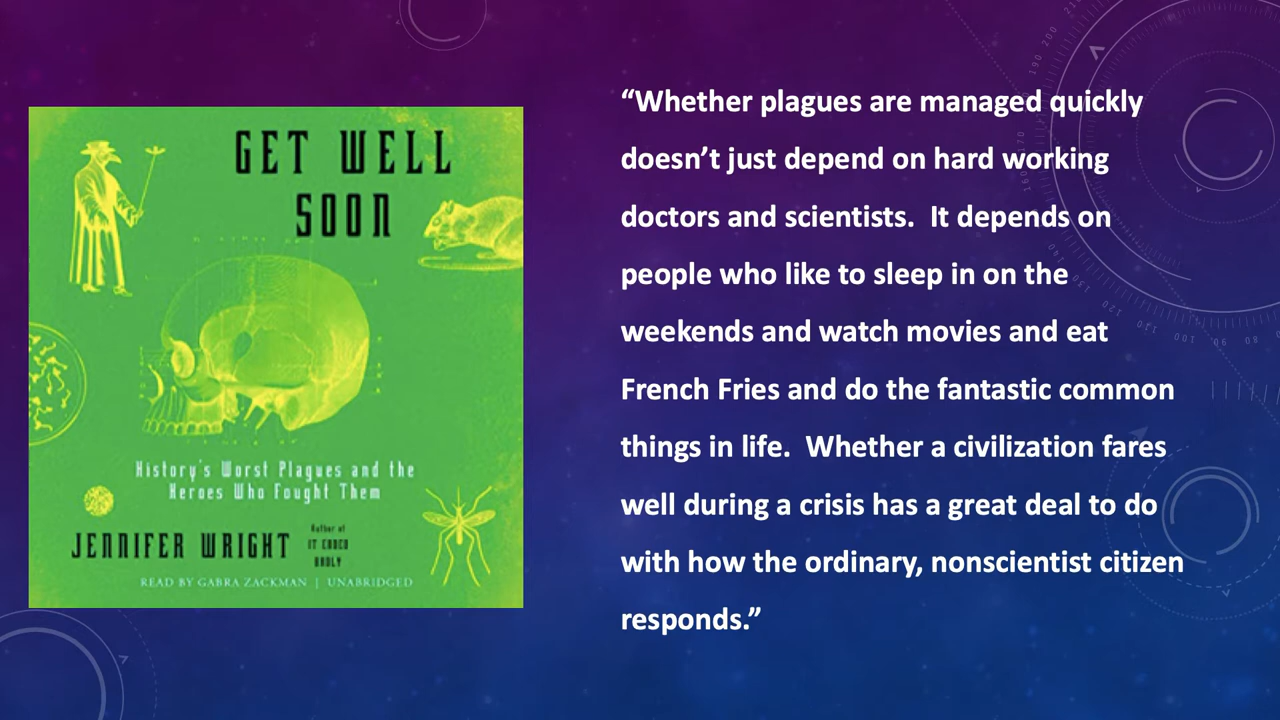 GET WELL
SOON
History's Worst Plagues and the
Heroes Who Fought Them
JENNIFER WRIGHT
Author of
IT ENDED
BADLY
READ BY GABRA ZACKMAN | UNABRIDGED
“Whether plagues are managed quickly
doesn’t just depend on hard working
doctors and scientists.  It depends on
people who like to sleep in on the
weekends and watch movies and eat
French Fries and do the fantastic common
things in life.  Whether a civilization fares
well during a crisis has a great deal to do
with how the ordinary, nonscientist citizen
responds.”